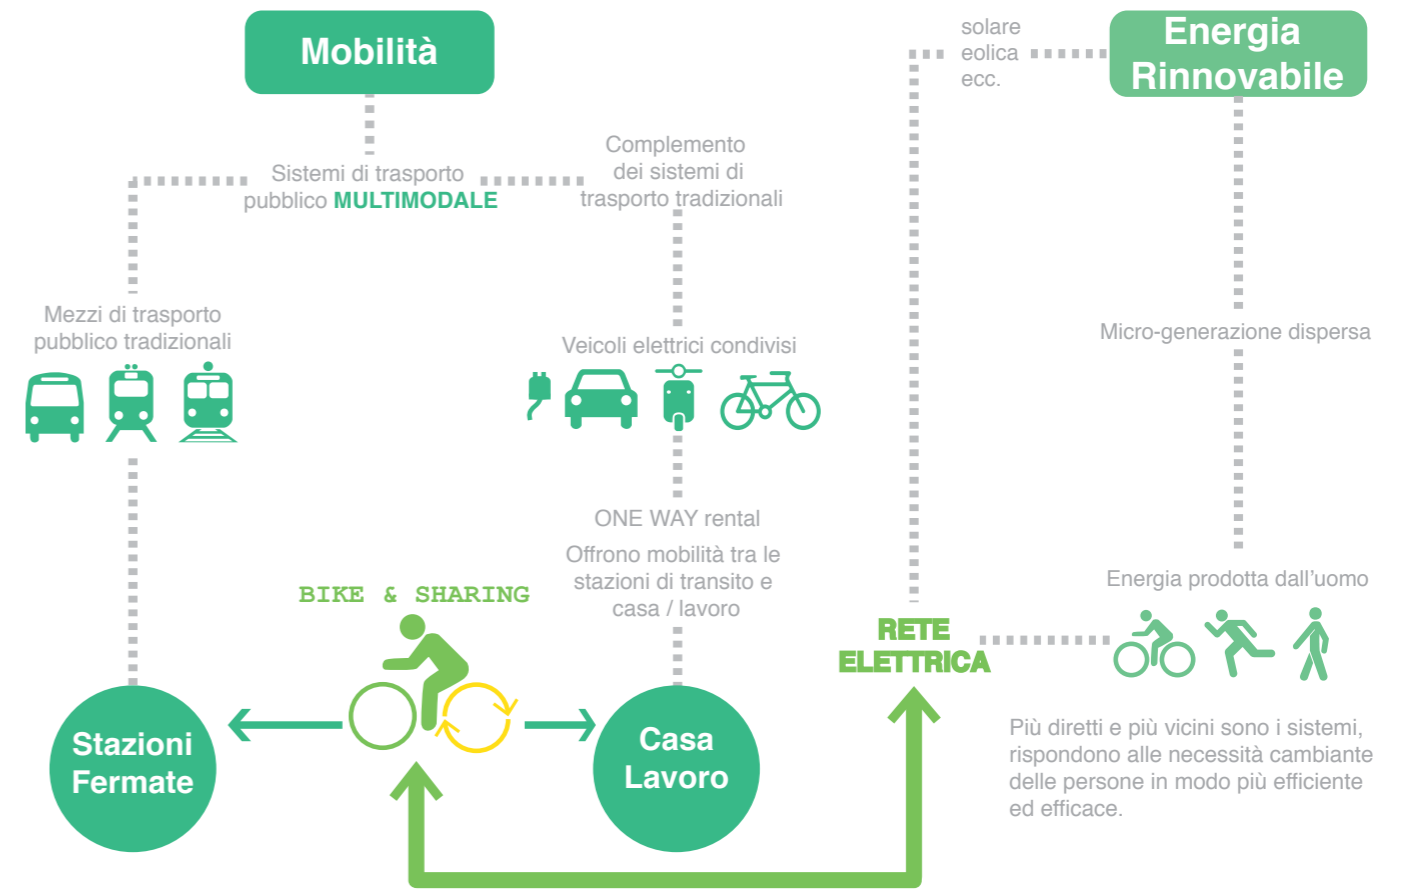 Mobilità
Sistemi di trasporto
pubblico MULTIMODALE
Complemento
dei sistemi di
trasporto tradizionali
Mezzi di trasporto
pubblico tradizionali
Veicoli elettrici condivisi
ONE WAY rental
Offrono mobilità tra le
stazioni di transito e
casa / lavoro
BIKE & SHARING
Stazioni
Fermate
Casa
Lavoro
solare
eolica
ecc.
Energia
Rinnovabile
Micro-generazione dispersa
Energia prodotta dall'uomo
RETE
ELETTRICA
Più diretti e più vicini sono i sistemi,
rispondono alle necessità cambiante
delle persone in modo più efficiente
ed efficace.